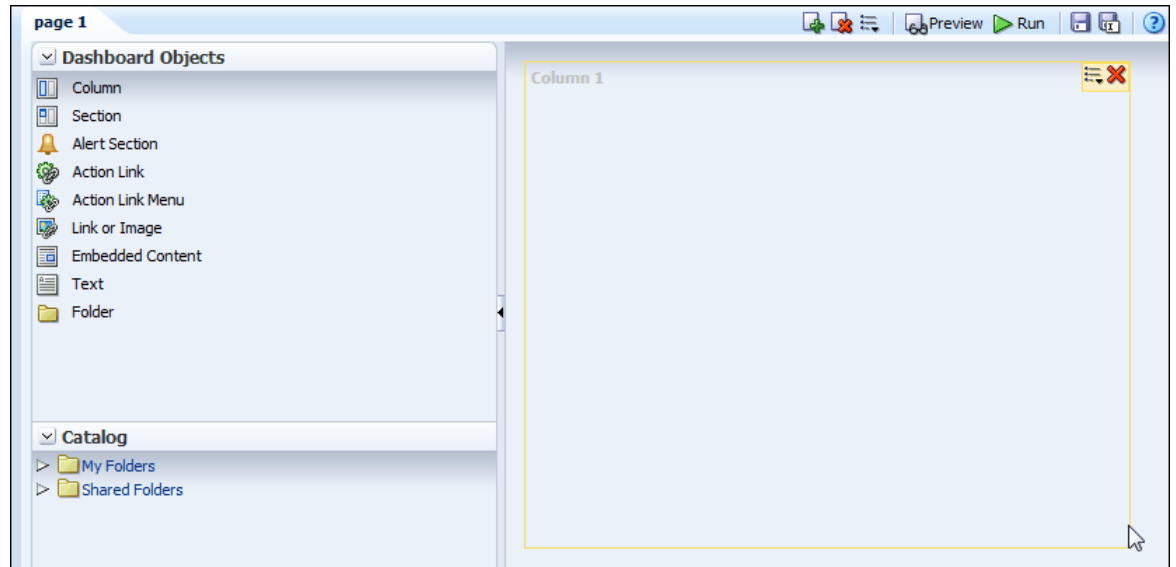 page 1
Preview Run
Dashboard Objects
Column
Section
Alert Section
Action Link
Action Link Menu
Link or Image
Embedded Content
Text
Folder
Catalog
My Folders
Shared Folders
Column 1